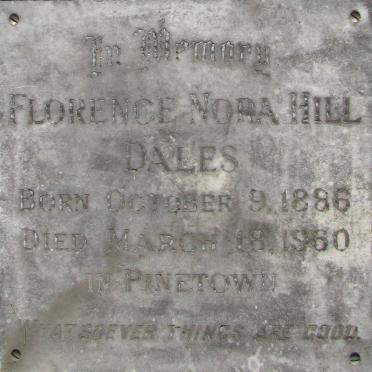 In Memory
FLORENCE NORA HILL
DALES
BORN OCTOBER 9, 1886
DIED MARCH 18, 1960
IN PINETOWN
WHATSOEVER THINGS ARE GOOD.